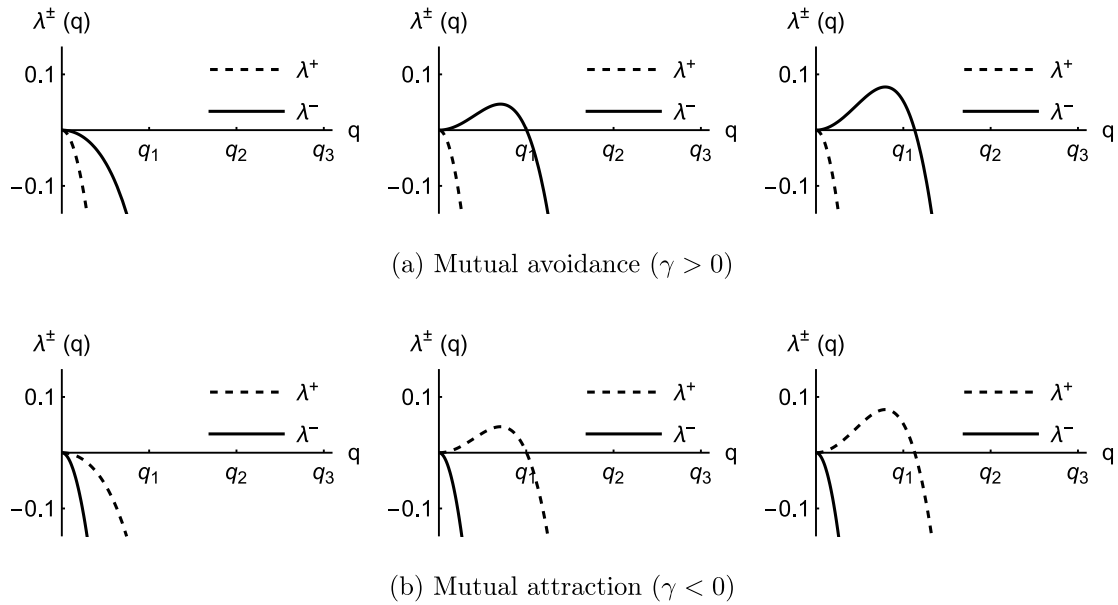 λ± (q)
0.1
−0.1
λ+
λ−
q
q1
q2
q3
λ± (q)
0.1
−0.1
λ+
λ−
q
q1
q2
q3
λ± (q)
0.1
−0.1
λ+
λ−
q
q1
q2
q3
(a) Mutual avoidance (γ > 0)
λ± (q)
0.1
−0.1
λ+
λ−
q
q1
q2
q3
λ± (q)
0.1
−0.1
λ+
λ−
q
q1
q2
q3
λ± (q)
0.1
−0.1
λ+
λ−
q
q1
q2
q3
(b) Mutual attraction (γ < 0)